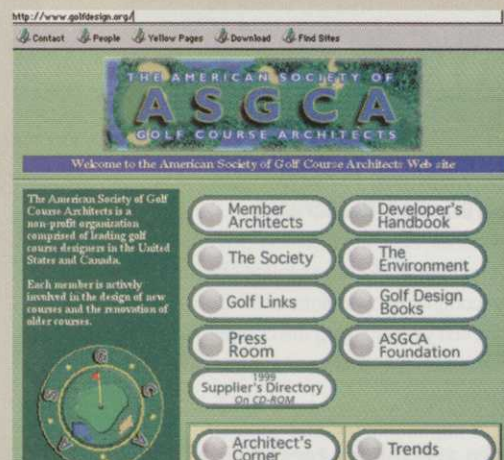 http://www.golfdesign.org/
Contact People Yellow Pages Download Find Sites
THE AMERICAN SOCIETY OF
ASGCA
GOLF COURSE ARCHITECTS
Welcome to the American Society of Golf Course Architects Web site
The American Society of Golf
Course Architects is a
non-profit organization
comprised of leading golf
course designers in the United
States and Canada.
Each member is actively
involved in the design of new
courses and the renovation of
older courses.
A S G C A
Member
Architects
Developer's
Handbook
The Society
The
Environment
Golf Links
Golf Design
Books
Press
Room
ASGCA
Foundation
1999
Supplier's Directory
On CD-ROM
Architect's
Corner
Trends